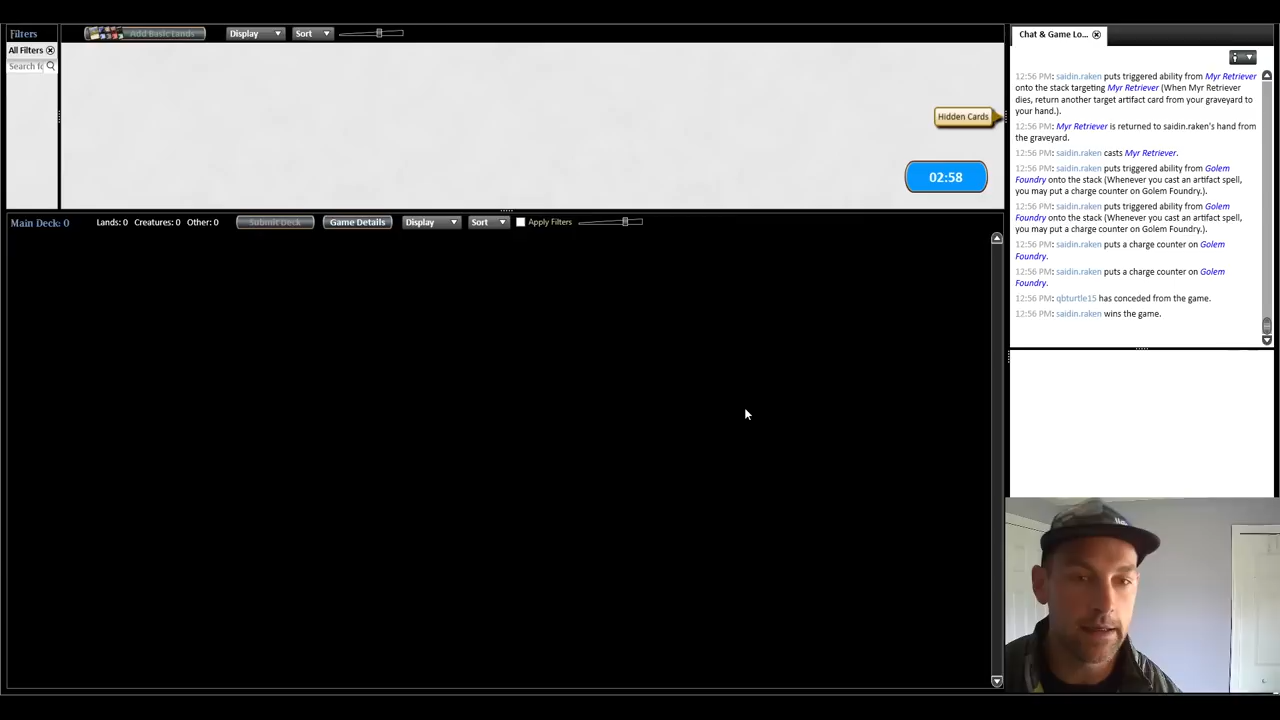 Filters
All Filters
Search fo
Add Basic Lands
Display
Sort
Hidden Cards
02:58
Main Deck: 0
Lands: 0 Creatures: 0 Other: 0
Submit Deck
Game Details
Display
Sort
Apply Filters
Chat & Game Lo...
12:56 PM: saidin.raken puts triggered ability from Myr Retriever
onto the stack targeting Myr Retriever (When Myr Retriever
dies, return another target artifact card from your graveyard to
your hand.).
12:56 PM: Myr Retriever is returned to saidin.raken's hand from
the graveyard.
12:56 PM: saidin.raken casts Myr Retriever.
12:56 PM: saidin.raken puts triggered ability from Golem
Foundry onto the stack (Whenever you cast an artifact spell,
you may put a charge counter on Golem Foundry.).
12:56 PM: saidin.raken puts triggered ability from Golem
Foundry onto the stack (Whenever you cast an artifact spell,
you may put a charge counter on Golem Foundry.).
12:56 PM: saidin.raken puts a charge counter on Golem
Foundry.
12:56 PM: saidin.raken puts a charge counter on Golem
Foundry.
12:56 PM: qbturtle15 has conceded from the game.
12:56 PM: saidin.raken wins the game.